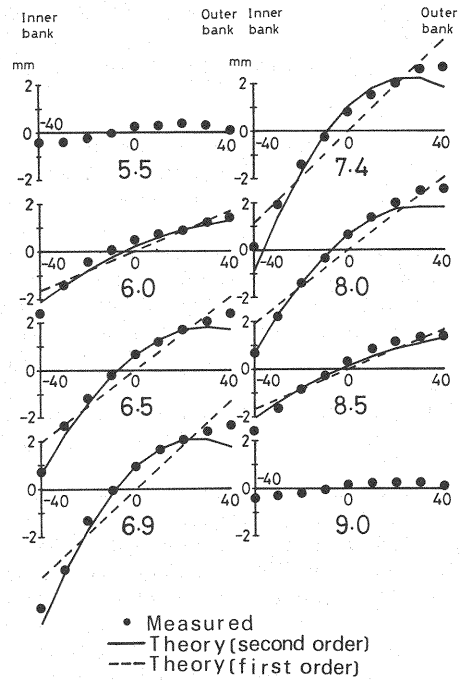 Inner Outer Inner Outer
bank bank bank bank
mm mm
2 2
-40 40
0 0
5.5 7.4
-2 -2
2 2
-40 0 40 -40 0 40
0 0
6.0 8.0
-2 -2
2 2
-40 0 40 -40 0 40
0 0
6.5 8.5
-2 -2
2 2
-40 0 40 -40 0 40
0 0
6.9 9.0
-2 -2
Measured
Theory(second order)
Theory(first order)